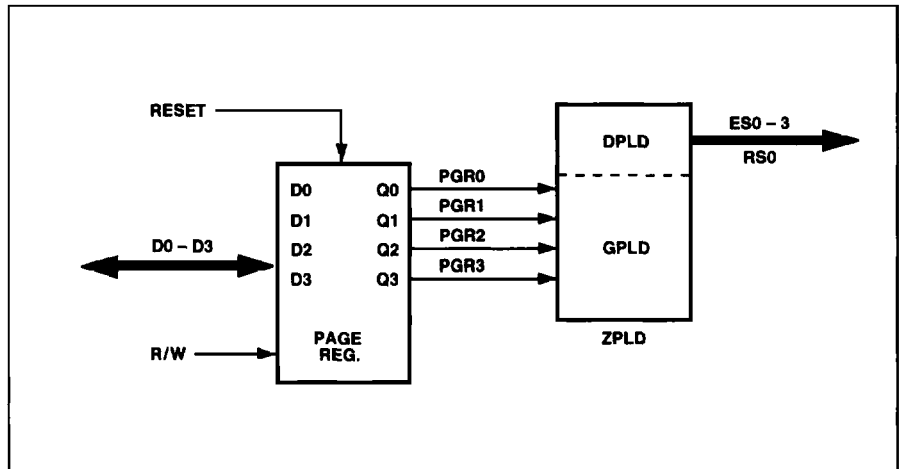 RESET
ES0 – 3
DPLD
RS0
D0 Q0
PGR0
D1 Q1
PGR1
D0 – D3
D2 Q2
PGR2
GPLD
D3 Q3
PGR3
PAGE
REG.
R/W
ZPLD